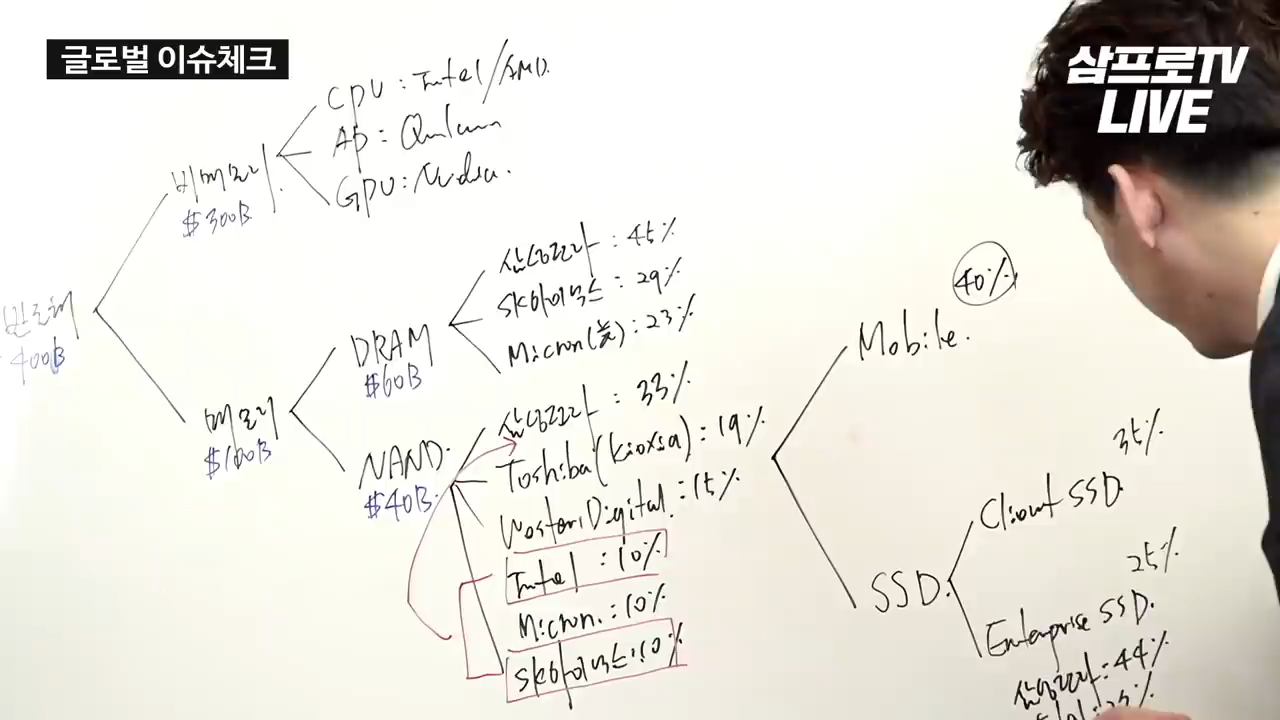 글로벌 이슈체크
삼프로TV
LIVE
반도체
400B
비메모리
$300B
CPU : Intel/AMD.
AP :
GPU : Nvidia.
메모리
$100B
DRAM
$60B
삼성전자 : 45%
SK하이닉스 : 29%
Micron(美) : 23%
NAND.
$40B.
삼성전자 : 33%
Toshiba(Kioxia) : 19%
Western Digital. : 15%
Intel : 10%
Micron. : 10%
SK하이닉스 : 10%
Mobile.
40%
SSD.
35%
Client SSD
25%
Enterprise SSD.
삼성전자 : 44%